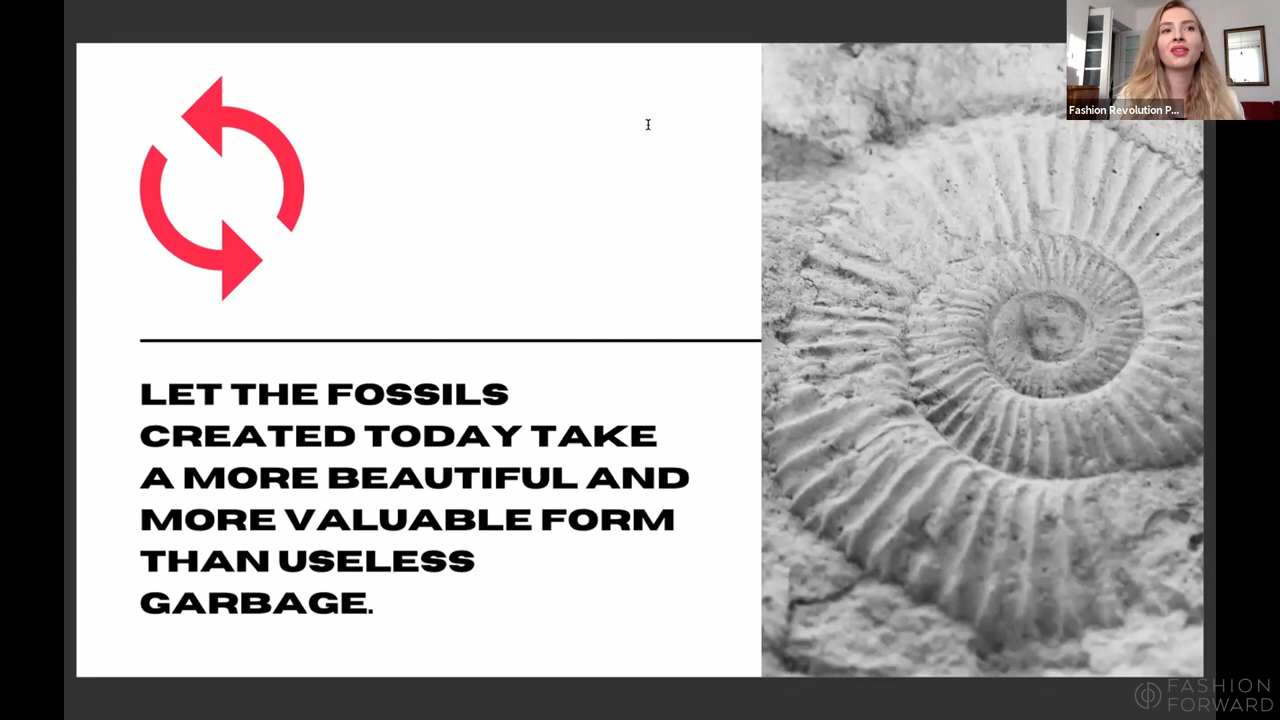 Fashion Revolution P...
LET THE FOSSILS
CREATED TODAY TAKE
A MORE BEAUTIFUL AND
MORE VALUABLE FORM
THAN USELESS
GARBAGE.
FASHION
FORWARD